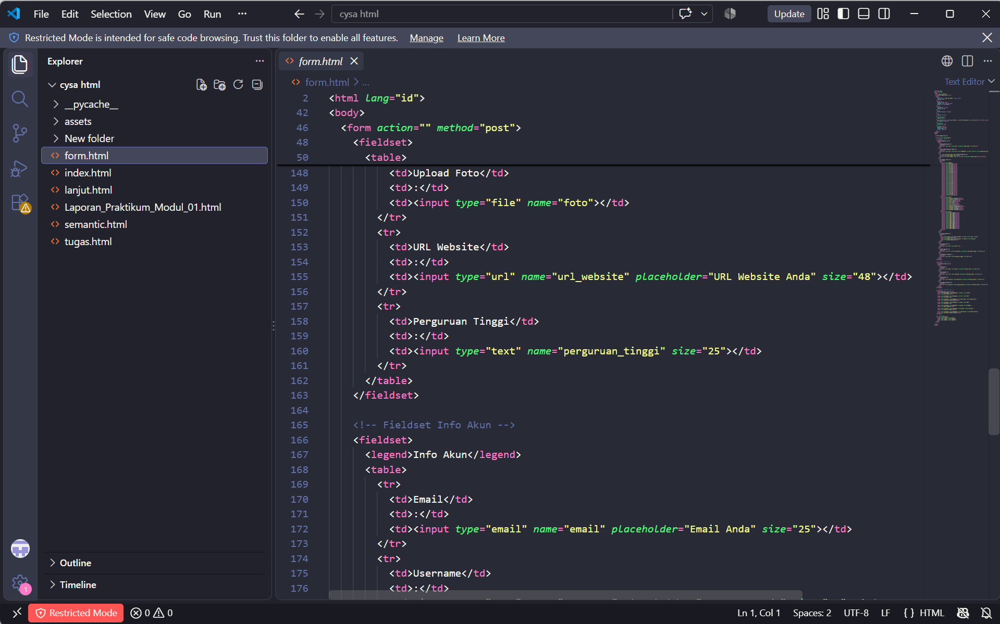 File Edit Selection View Go Run ···
cysa html
Update
Restricted Mode is intended for safe code browsing. Trust this folder to enable all features. Manage Learn More
Explorer
cysa html
__pycache__
assets
New folder
form.html
index.html
lanjut.html
Laporan_Praktikum_Modul_01.html
semantic.html
tugas.html
Outline
Timeline
1
form.html
form.html > ...
Text Editor
2 <html lang="id">
42 <body>
46 <form action="" method="post">
48 <fieldset>
50 <table>
148 <td>Upload Foto</td>
149 <td>:</td>
150 <td><input type="file" name="foto"></td>
151 </tr>
152 <tr>
153 <td>URL Website</td>
154 <td>:</td>
155 <td><input type="url" name="url_website" placeholder="URL Website Anda" size="48"></td>
156 </tr>
157 <tr>
158 <td>Perguruan Tinggi</td>
159 <td>:</td>
160 <td><input type="text" name="perguruan_tinggi" size="25"></td>
161 </tr>
162 </table>
163 </fieldset>
164
165 <!-- Fieldset Info Akun -->
166 <fieldset>
167 <legend>Info Akun</legend>
168 <table>
169 <tr>
170 <td>Email</td>
171 <td>:</td>
172 <td><input type="email" name="email" placeholder="Email Anda" size="25"></td>
173 </tr>
174 <tr>
175 <td>Username</td>
176 <td>:</td>
Restricted Mode 0 0 Ln 1, Col 1 Spaces: 2 UTF-8 LF { } HTML